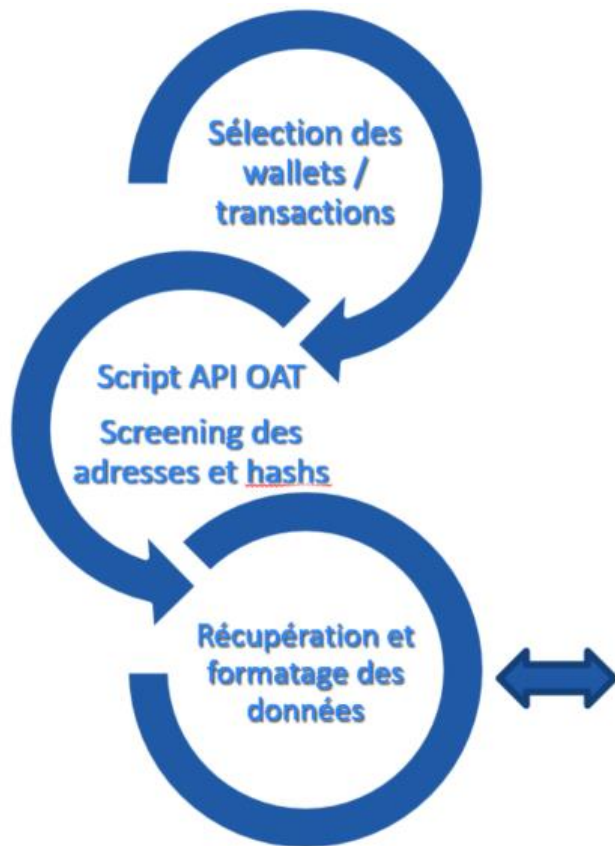 Sélection des
wallets /
transactions
Script API OAT
Screening des
adresses et hashs
Récupération et
formatage des
données